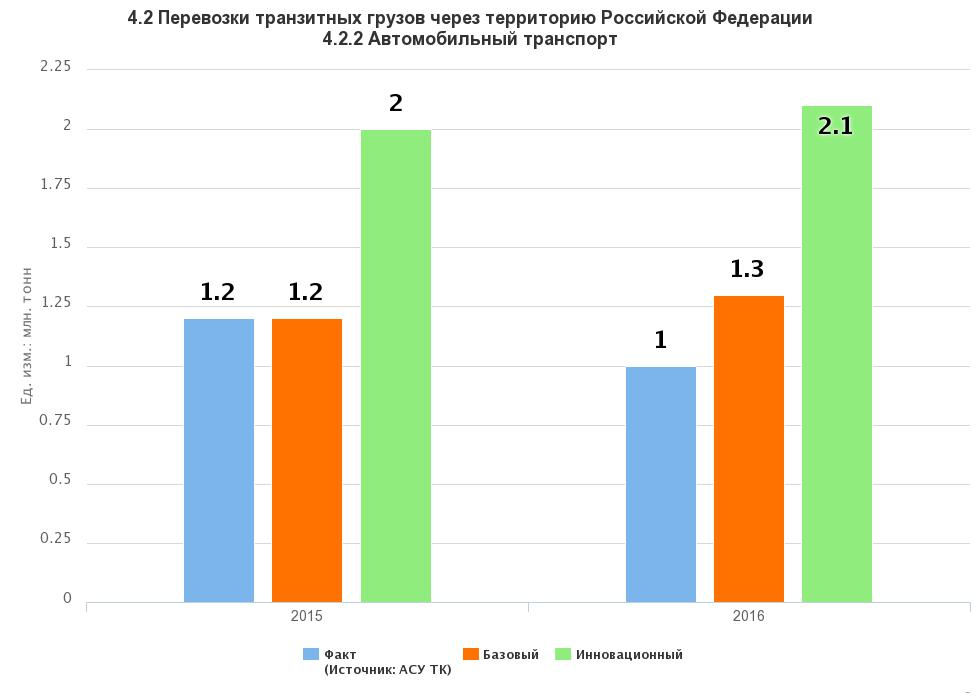 4.2 Перевозки транзитных грузов через территорию Российской Федерации
4.2.2 Автомобильный транспорт
Ед. изм.: млн. тонн
2.25
2
1.75
1.5
1.25
1
0.75
0.5
0.25
0
1.2
1.2
2
1
1.3
2.1
2015
2016
Факт
(Источник: АСУ ТК)
Базовый
Инновационный